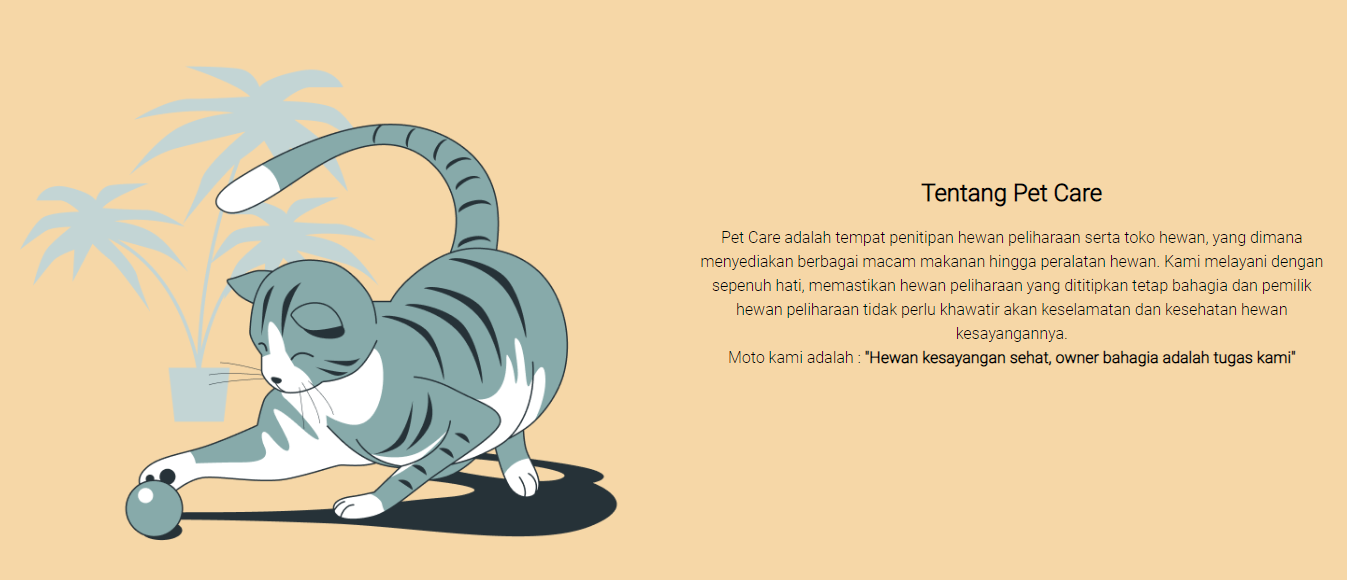 Tentang Pet Care
Pet Care adalah tempat penitipan hewan peliharaan serta toko hewan, yang dimana
menyediakan berbagai macam makanan hingga peralatan hewan. Kami melayani dengan
sepenuh hati, memastikan hewan peliharaan yang dititipkan tetap bahagia dan pemilik
hewan peliharaan tidak perlu khawatir akan keselamatan dan kesehatan hewan
kesayangannya.
Moto kami adalah : "Hewan kesayangan sehat, owner bahagia adalah tugas kami"